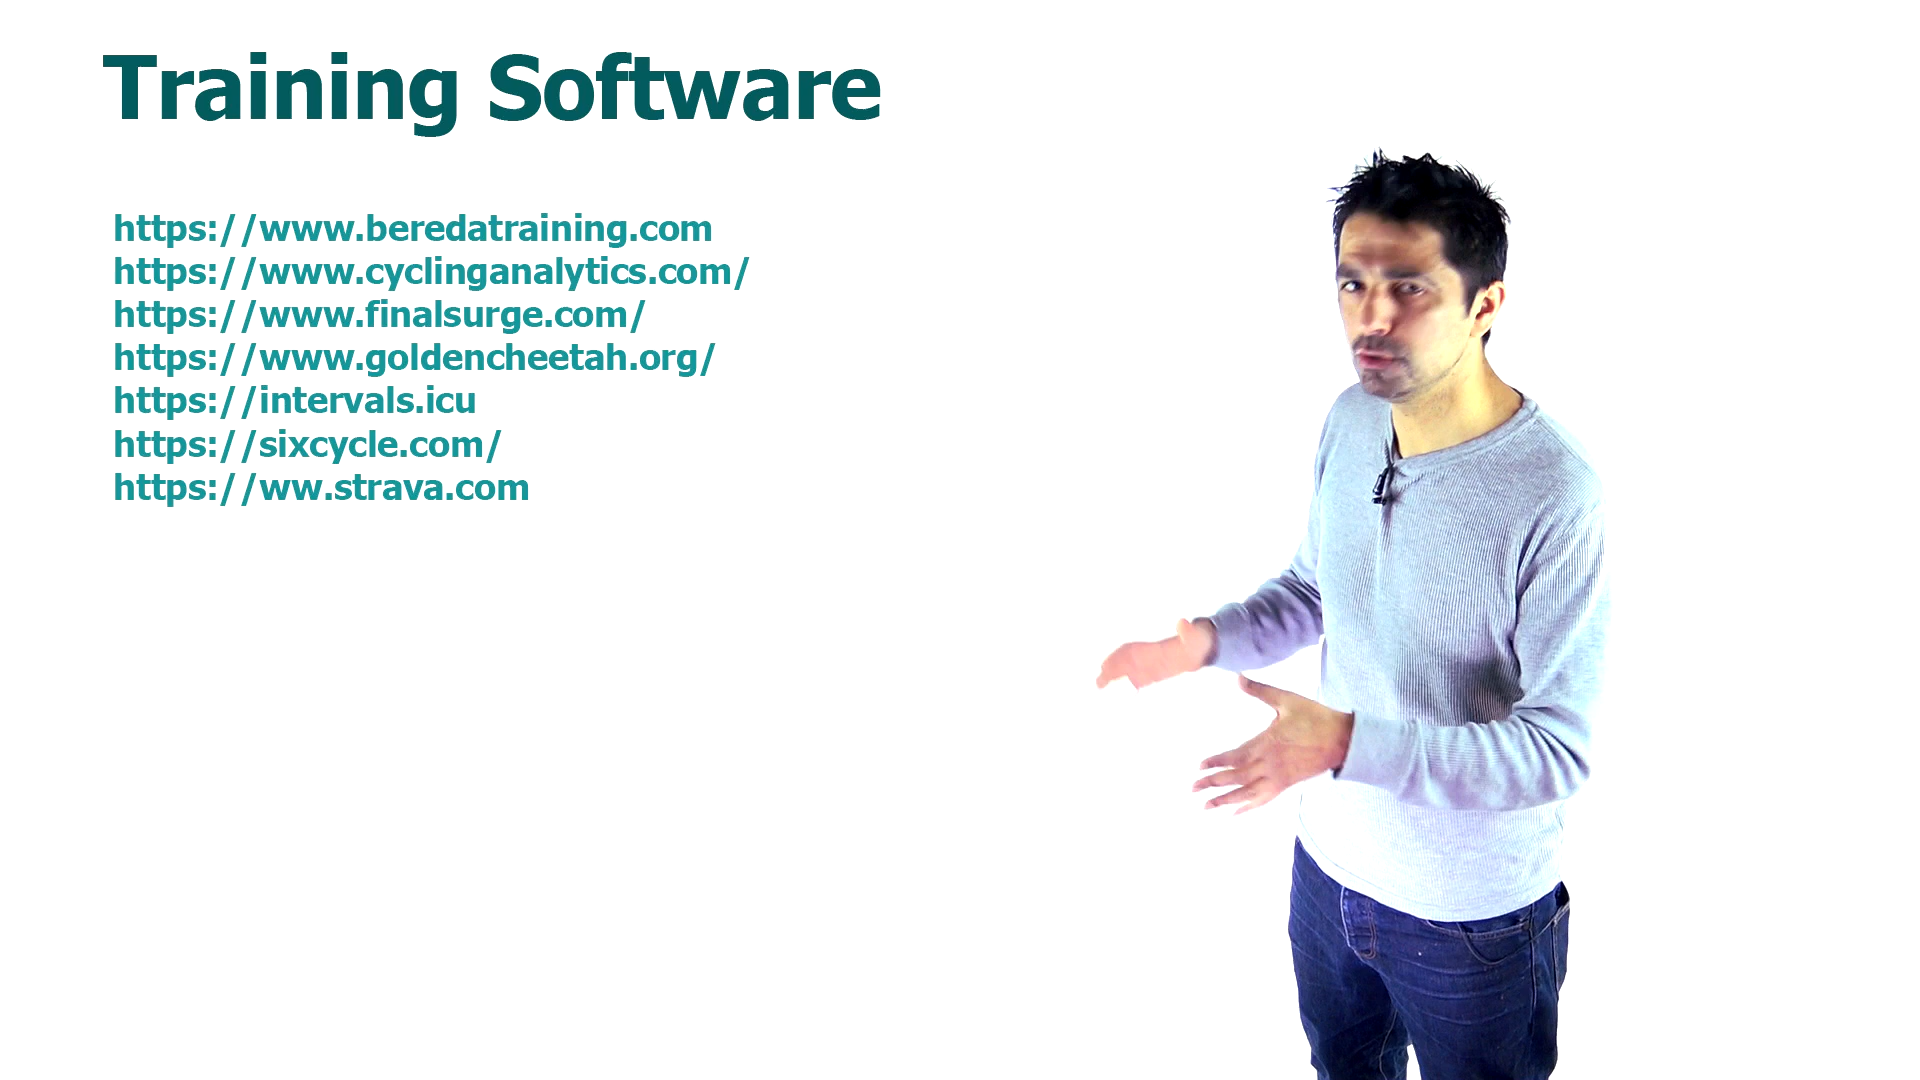 Training Software
https://www.beredatraining.com
https://www.cyclinganalytics.com/
https://www.finalsurge.com/
https://www.goldencheetah.org/
https://intervals.icu
https://sixcycle.com/
https://ww.strava.com